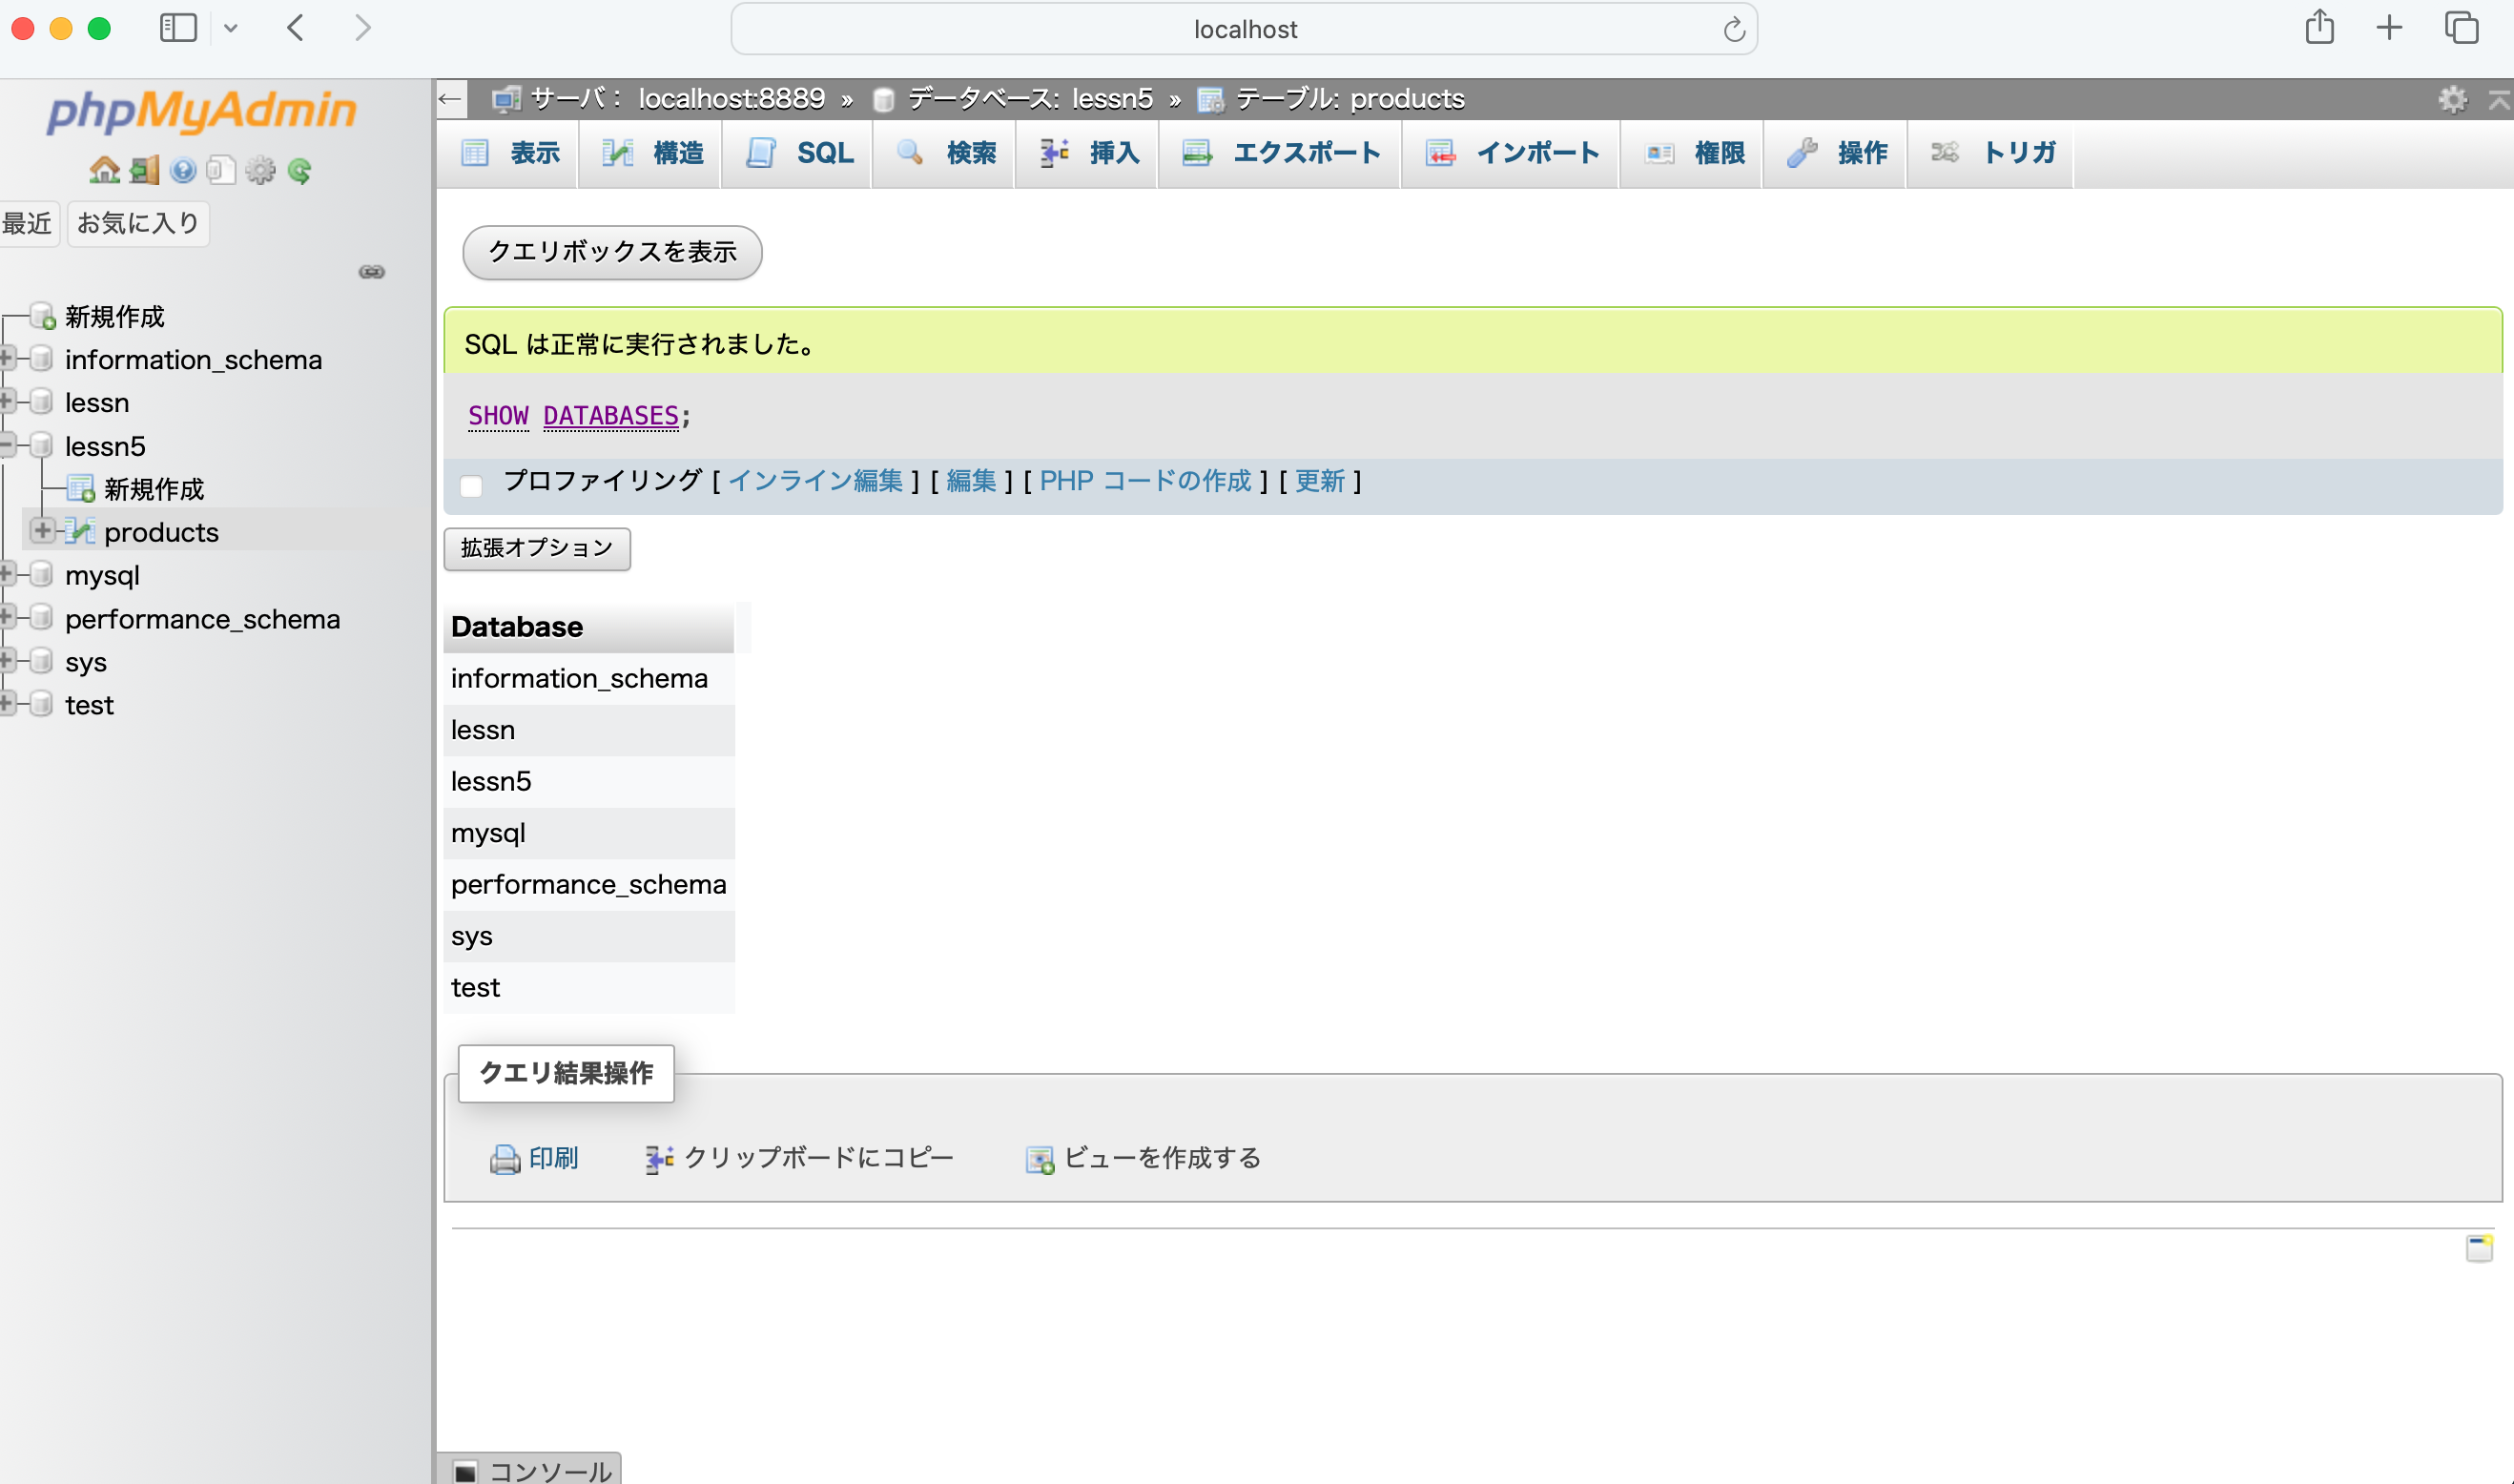 localhost
phpMyAdmin
最近 お気に入り
新規作成
information_schema
lessn
lessn5
新規作成
products
mysql
performance_schema
sys
test
サーバ： localhost:8889 » データベース: lessn5 » テーブル: products
表示 構造 SQL 検索 挿入 エクスポート インポート 権限 操作 トリガ
クエリボックスを表示
SQL は正常に実行されました。
SHOW DATABASES;
プロファイリング [ インライン編集 ] [ 編集 ] [ PHP コードの作成 ] [ 更新 ]
拡張オプション
Database
information_schema
lessn
lessn5
mysql
performance_schema
sys
test
クエリ結果操作
印刷 クリップボードにコピー ビューを作成する
コンソール